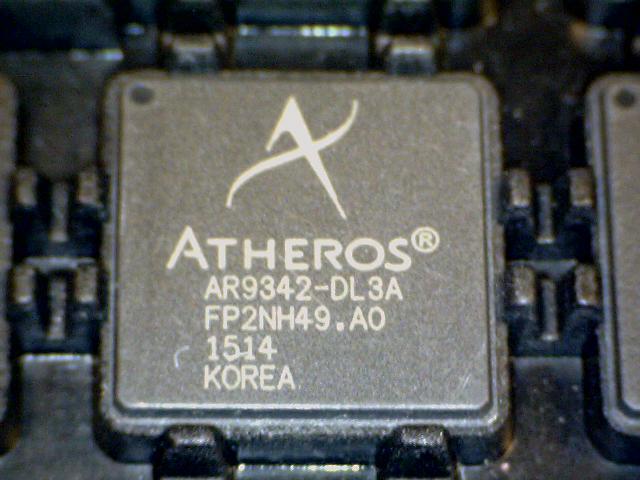 ATHEROS®
AR9342-DL3A
FP2NH49.A0
1514
KOREA